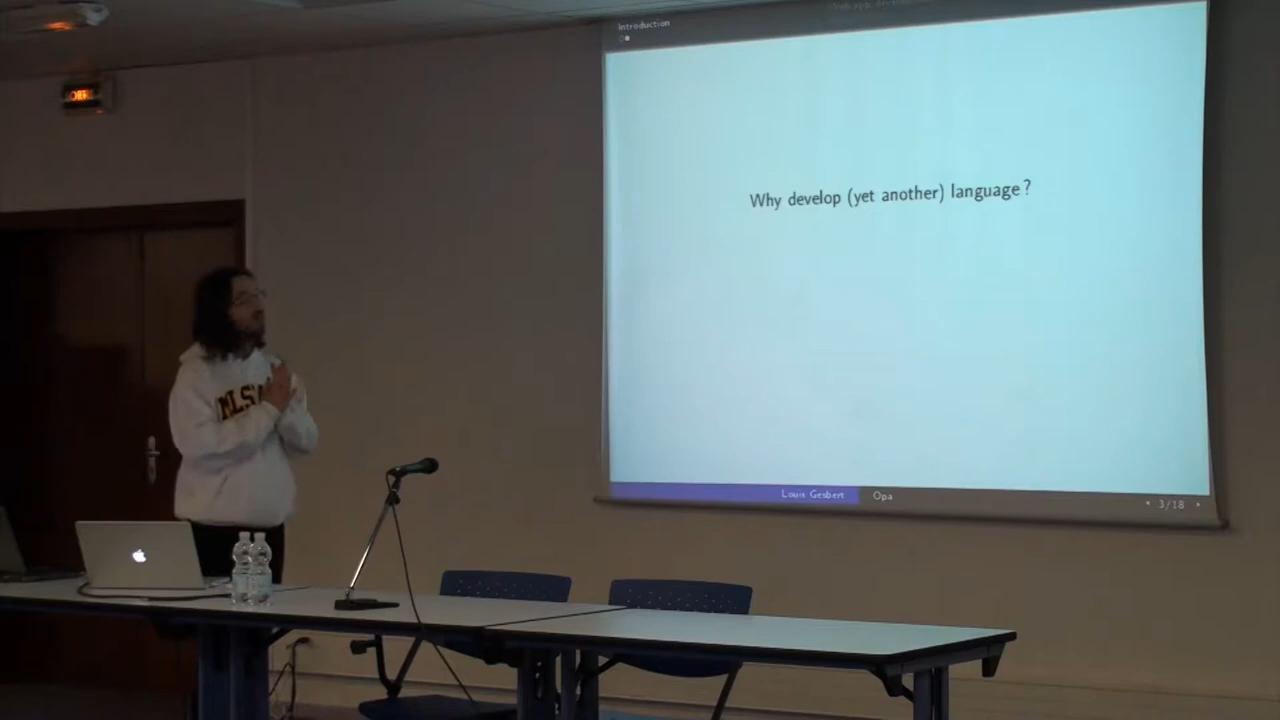 Introduction
Why develop (yet another) language ?
Louis Gesbert
Opa
3/18